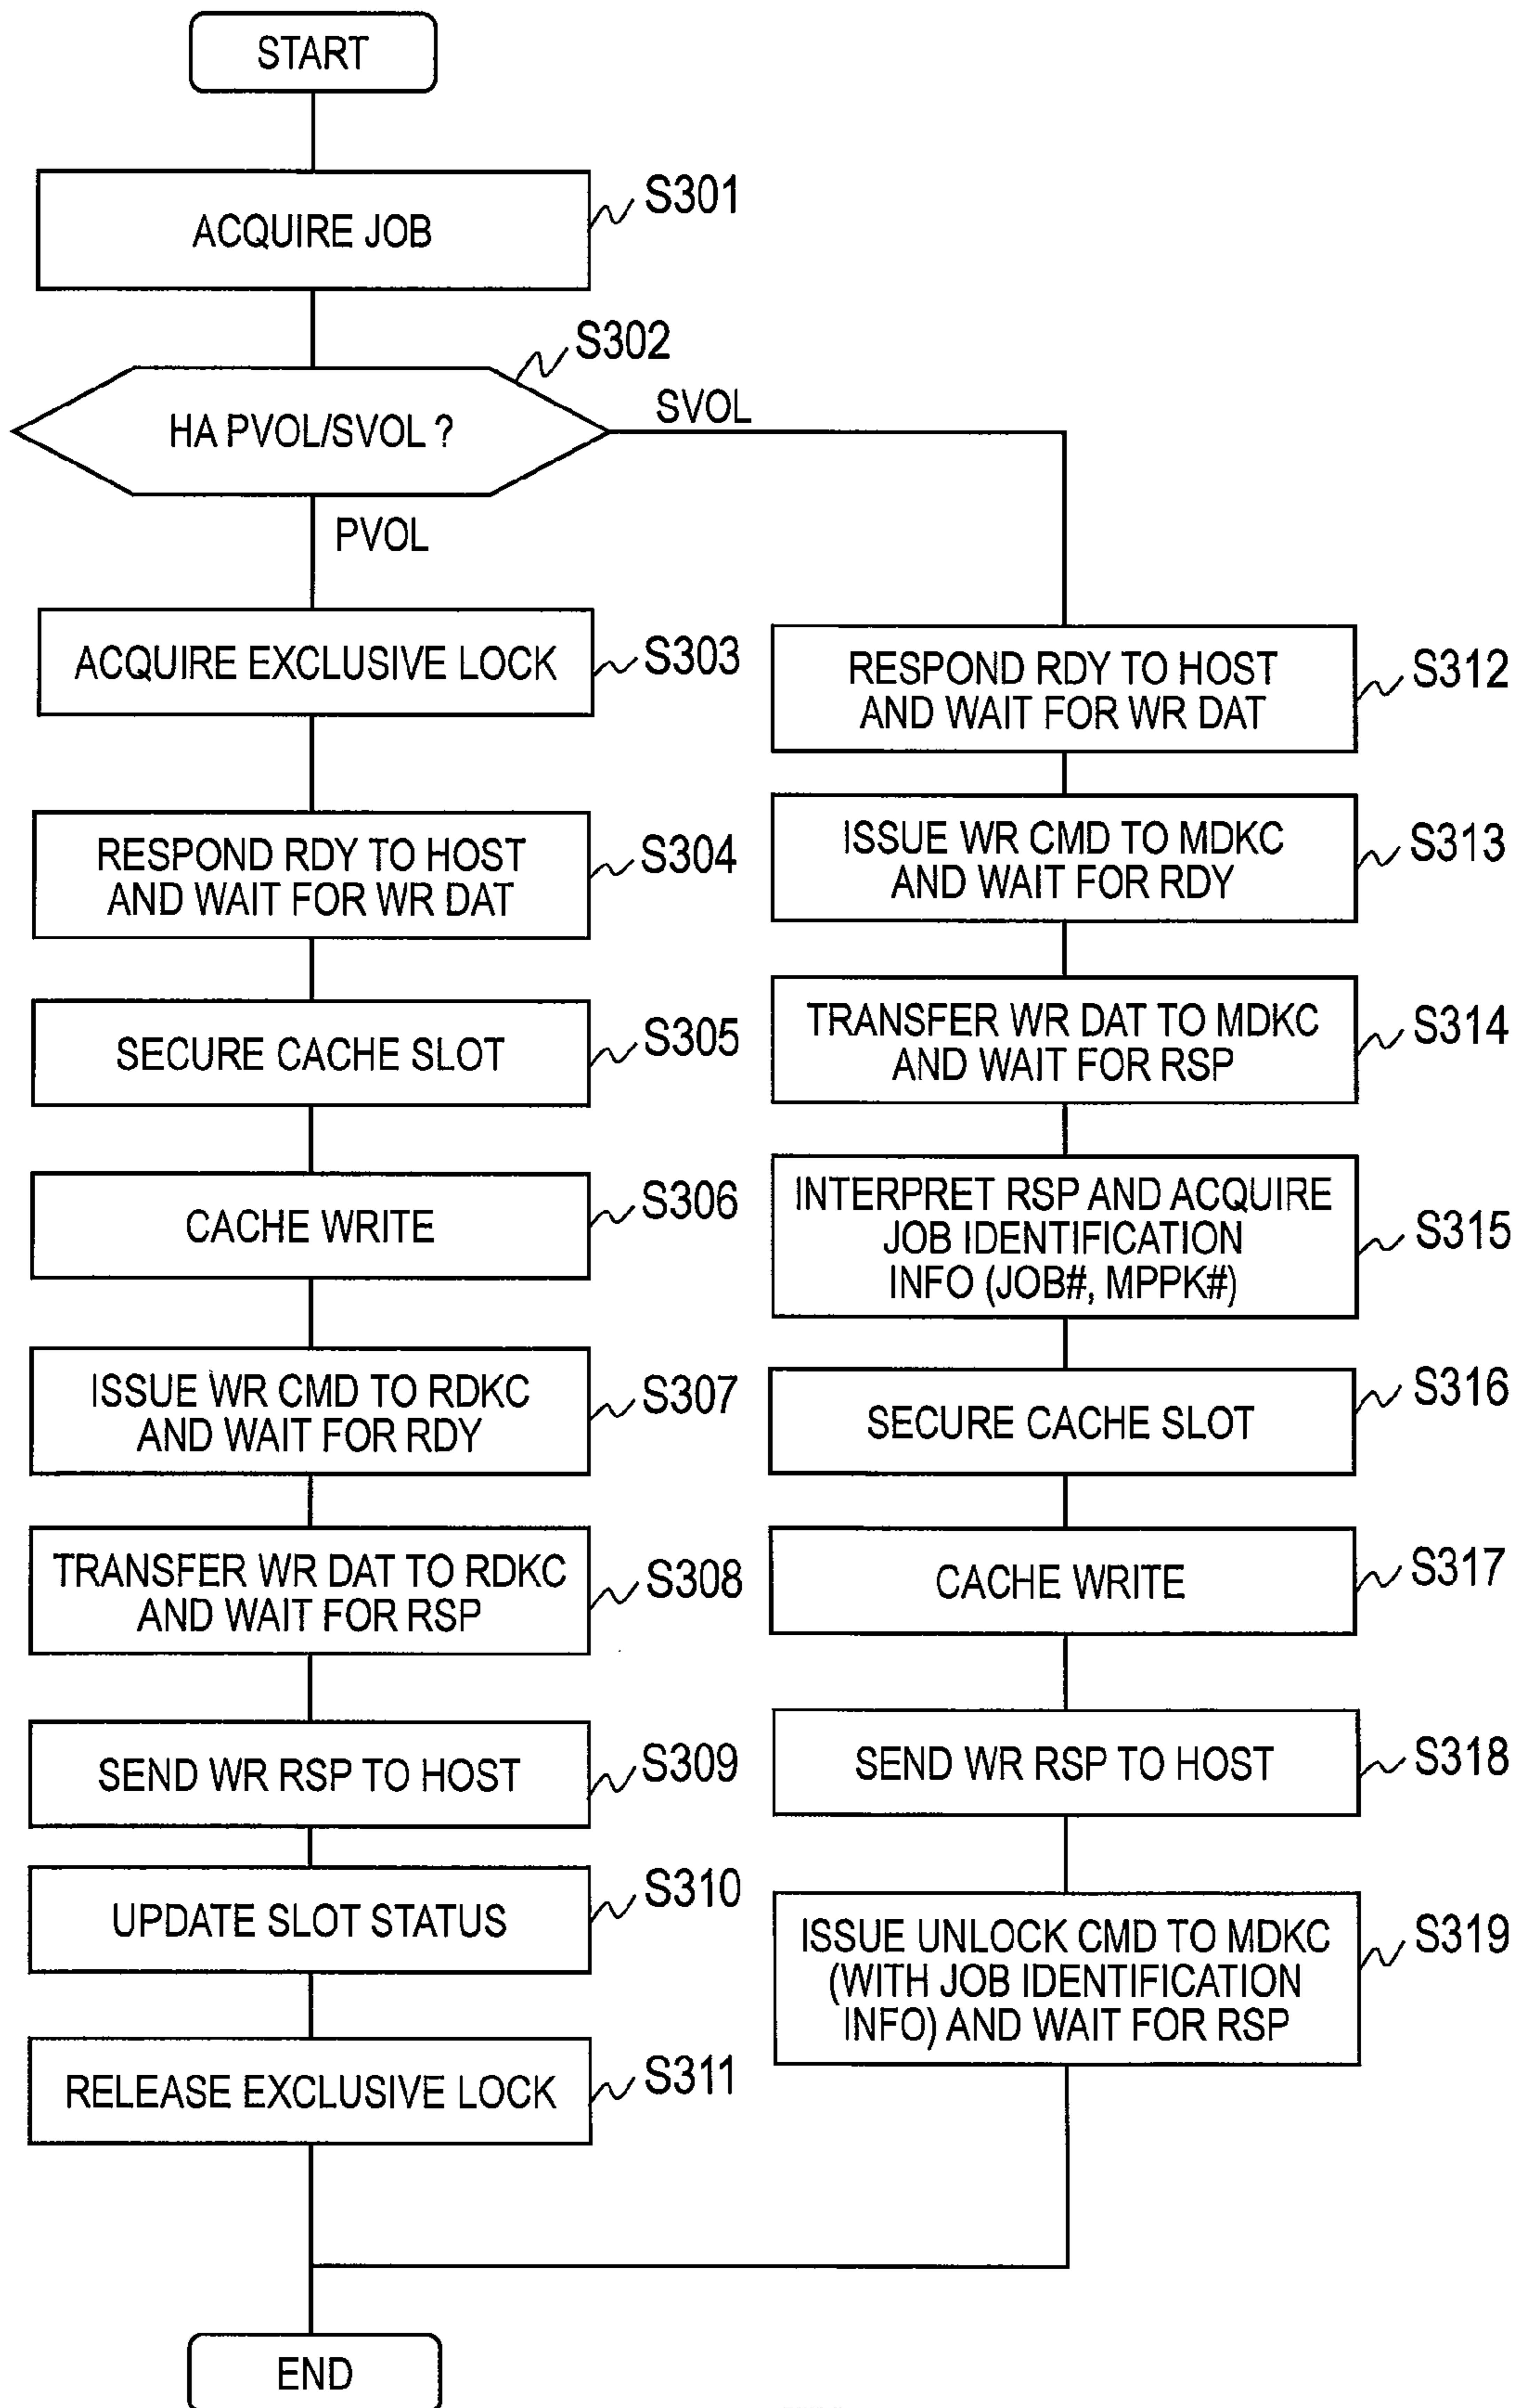 START
ACQUIRE JOB
S301
S302
HA PVOL/SVOL ?
SVOL
PVOL
ACQUIRE EXCLUSIVE LOCK
S303
RESPOND RDY TO HOST
AND WAIT FOR WR DAT
S304
SECURE CACHE SLOT
S305
CACHE WRITE
S306
ISSUE WR CMD TO RDKC
AND WAIT FOR RDY
S307
TRANSFER WR DAT TO RDKC
AND WAIT FOR RSP
S308
SEND WR RSP TO HOST
S309
UPDATE SLOT STATUS
S310
RELEASE EXCLUSIVE LOCK
S311
RESPOND RDY TO HOST
AND WAIT FOR WR DAT
S312
ISSUE WR CMD TO MDKC
AND WAIT FOR RDY
S313
TRANSFER WR DAT TO MDKC
AND WAIT FOR RSP
S314
INTERPRET RSP AND ACQUIRE
JOB IDENTIFICATION
INFO (JOB#, MPPK#)
S315
SECURE CACHE SLOT
S316
CACHE WRITE
S317
SEND WR RSP TO HOST
S318
ISSUE UNLOCK CMD TO MDKC
(WITH JOB IDENTIFICATION
INFO) AND WAIT FOR RSP
S319
END